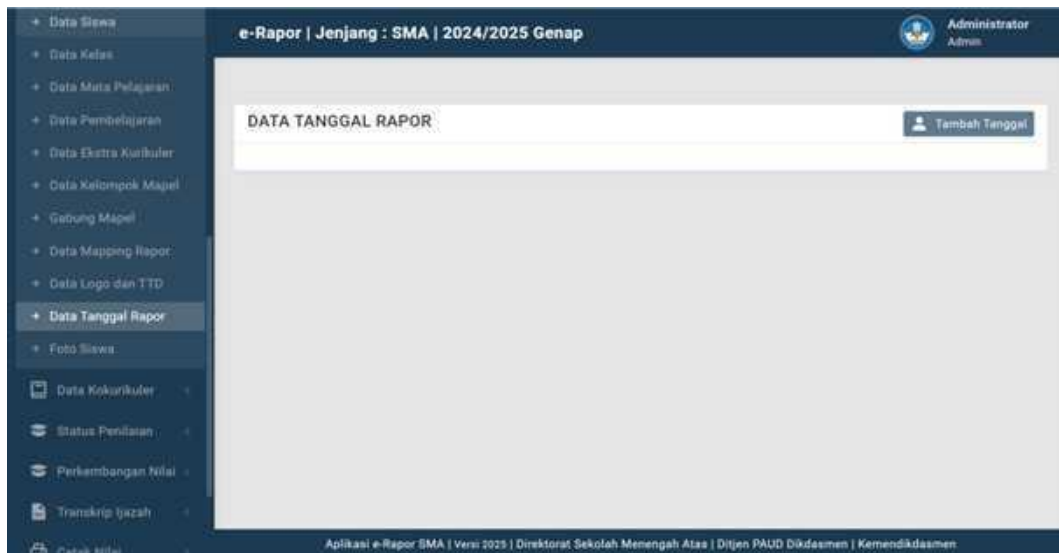 Data Siswa
Data Kelas
Data Mata Pelajaran
Data Pembelajaran
Data Ekstra Kurikuler
Data Kelompok Mapel
Gabung Mapel
Data Mapping Rapor
Data Logo dan TTD
Data Tanggal Rapor
Foto Siswa
Data Kokurikuler
Status Penilaian
Perkembangan Nilai
Transkrip Ijazah
Cetak Nilai
e-Rapor | Jenjang : SMA | 2024/2025 Genap
Administrator
Admin
DATA TANGGAL RAPOR
Tambah Tanggal
Aplikasi e-Rapor SMA | Versi 2025 | Direktorat Sekolah Menengah Atas | Ditjen PAUD Dikdasmen | Kemendikdasmen